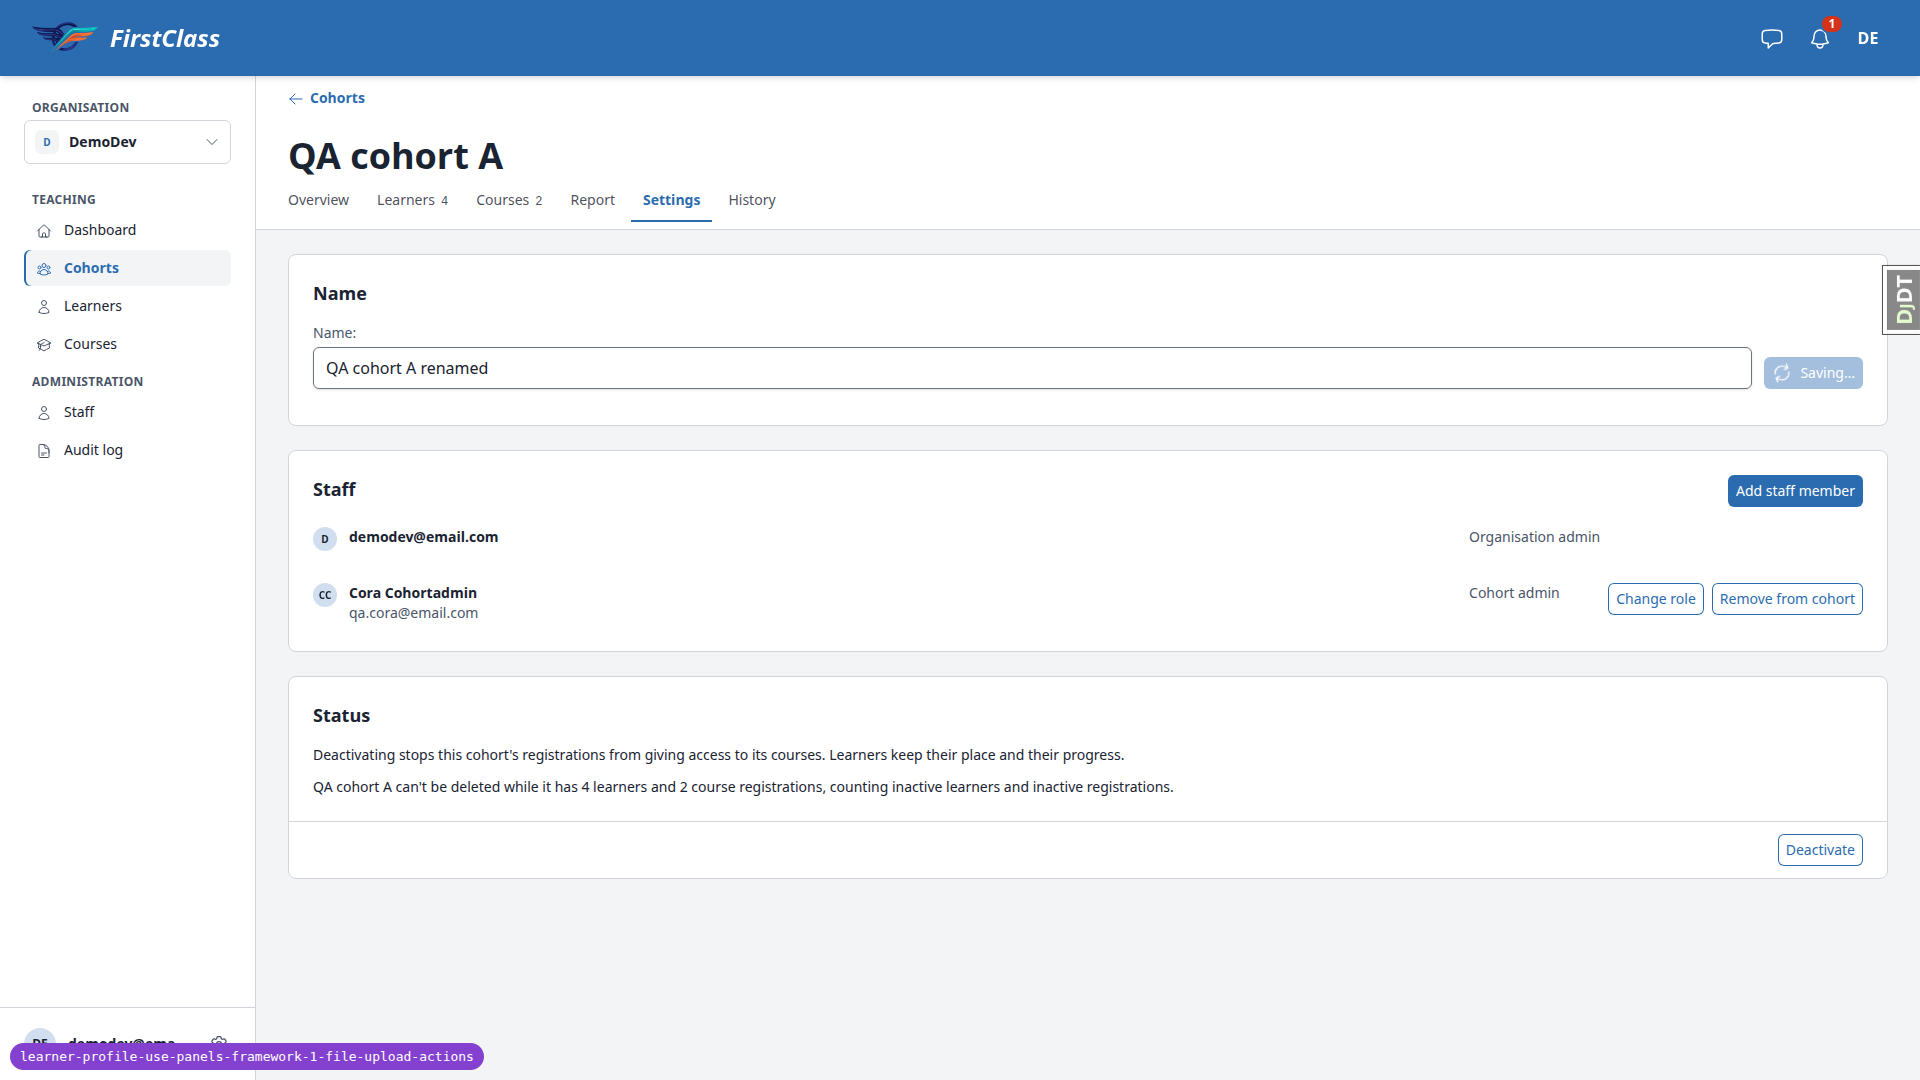 FirstClass
1
DE
ORGANISATION
D DemoDev
TEACHING
Dashboard
Cohorts
Learners
Courses
ADMINISTRATION
Staff
Audit log
Cohorts
QA cohort A
Overview Learners 4 Courses 2 Report Settings History
DJDT
Name
Name:
QA cohort A renamed
Saving...
Staff
Add staff member
D demodev@email.com Organisation admin
CC Cora Cohortadmin Cohort admin Change role Remove from cohort
qa.cora@email.com
Status
Deactivating stops this cohort's registrations from giving access to its courses. Learners keep their place and their progress.
QA cohort A can't be deleted while it has 4 learners and 2 course registrations, counting inactive learners and inactive registrations.
Deactivate
DE demodev@ema
learner-profile-use-panels-framework-1-file-upload-actions